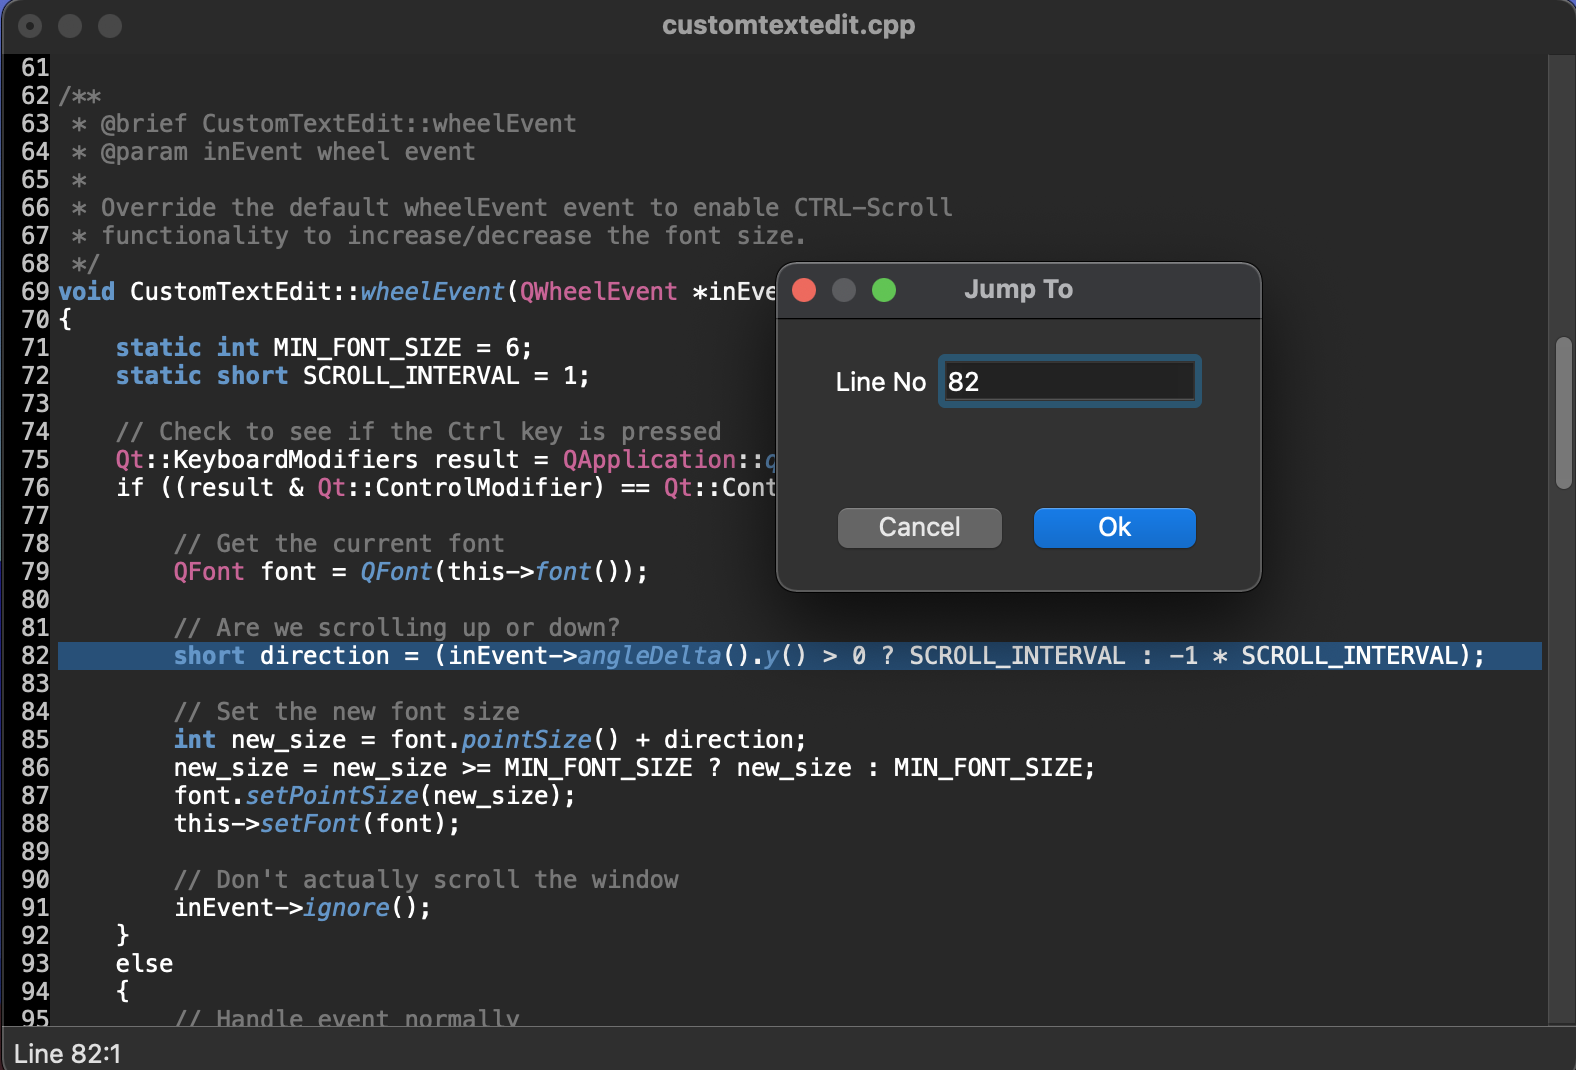 customtextedit.cpp
61
62 /**
63  * @brief CustomTextEdit::wheelEvent
64  * @param inEvent wheel event
65  *
66  * Override the default wheelEvent event to enable CTRL-Scroll
67  * functionality to increase/decrease the font size.
68  */
69 void CustomTextEdit::wheelEvent(QWheelEvent *inEve
70 {
71     static int MIN_FONT_SIZE = 6;
72     static short SCROLL_INTERVAL = 1;
73
74     // Check to see if the Ctrl key is pressed
75     Qt::KeyboardModifiers result = QApplication::q
76     if ((result & Qt::ControlModifier) == Qt::Cont
77
78         // Get the current font
79         QFont font = QFont(this->font());
80
81         // Are we scrolling up or down?
82         short direction = (inEvent->angleDelta().y() > 0 ? SCROLL_INTERVAL : -1 * SCROLL_INTERVAL);
83
84         // Set the new font size
85         int new_size = font.pointSize() + direction;
86         new_size = new_size >= MIN_FONT_SIZE ? new_size : MIN_FONT_SIZE;
87         font.setPointSize(new_size);
88         this->setFont(font);
89
90         // Don't actually scroll the window
91         inEvent->ignore();
92     }
93     else
94     {
95         // Handle event normally
Jump To
Line No 82
Cancel Ok
Line 82:1